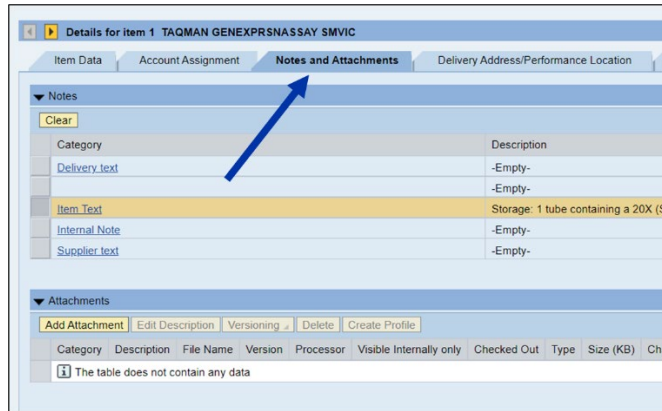 Details for item 1 TAQMAN GENEXPRSNASSAY SMVIC
Item Data Account Assignment Notes and Attachments Delivery Address/Performance Location
Notes
Clear
Category Description
Delivery text -Empty-
-Empty-
Item Text Storage: 1 tube containing a 20X (
Internal Note -Empty-
Supplier text -Empty-
Attachments
Add Attachment Edit Description Versioning Delete Create Profile
Category Description File Name Version Processor Visible Internally only Checked Out Type Size (KB) Ch
The table does not contain any data